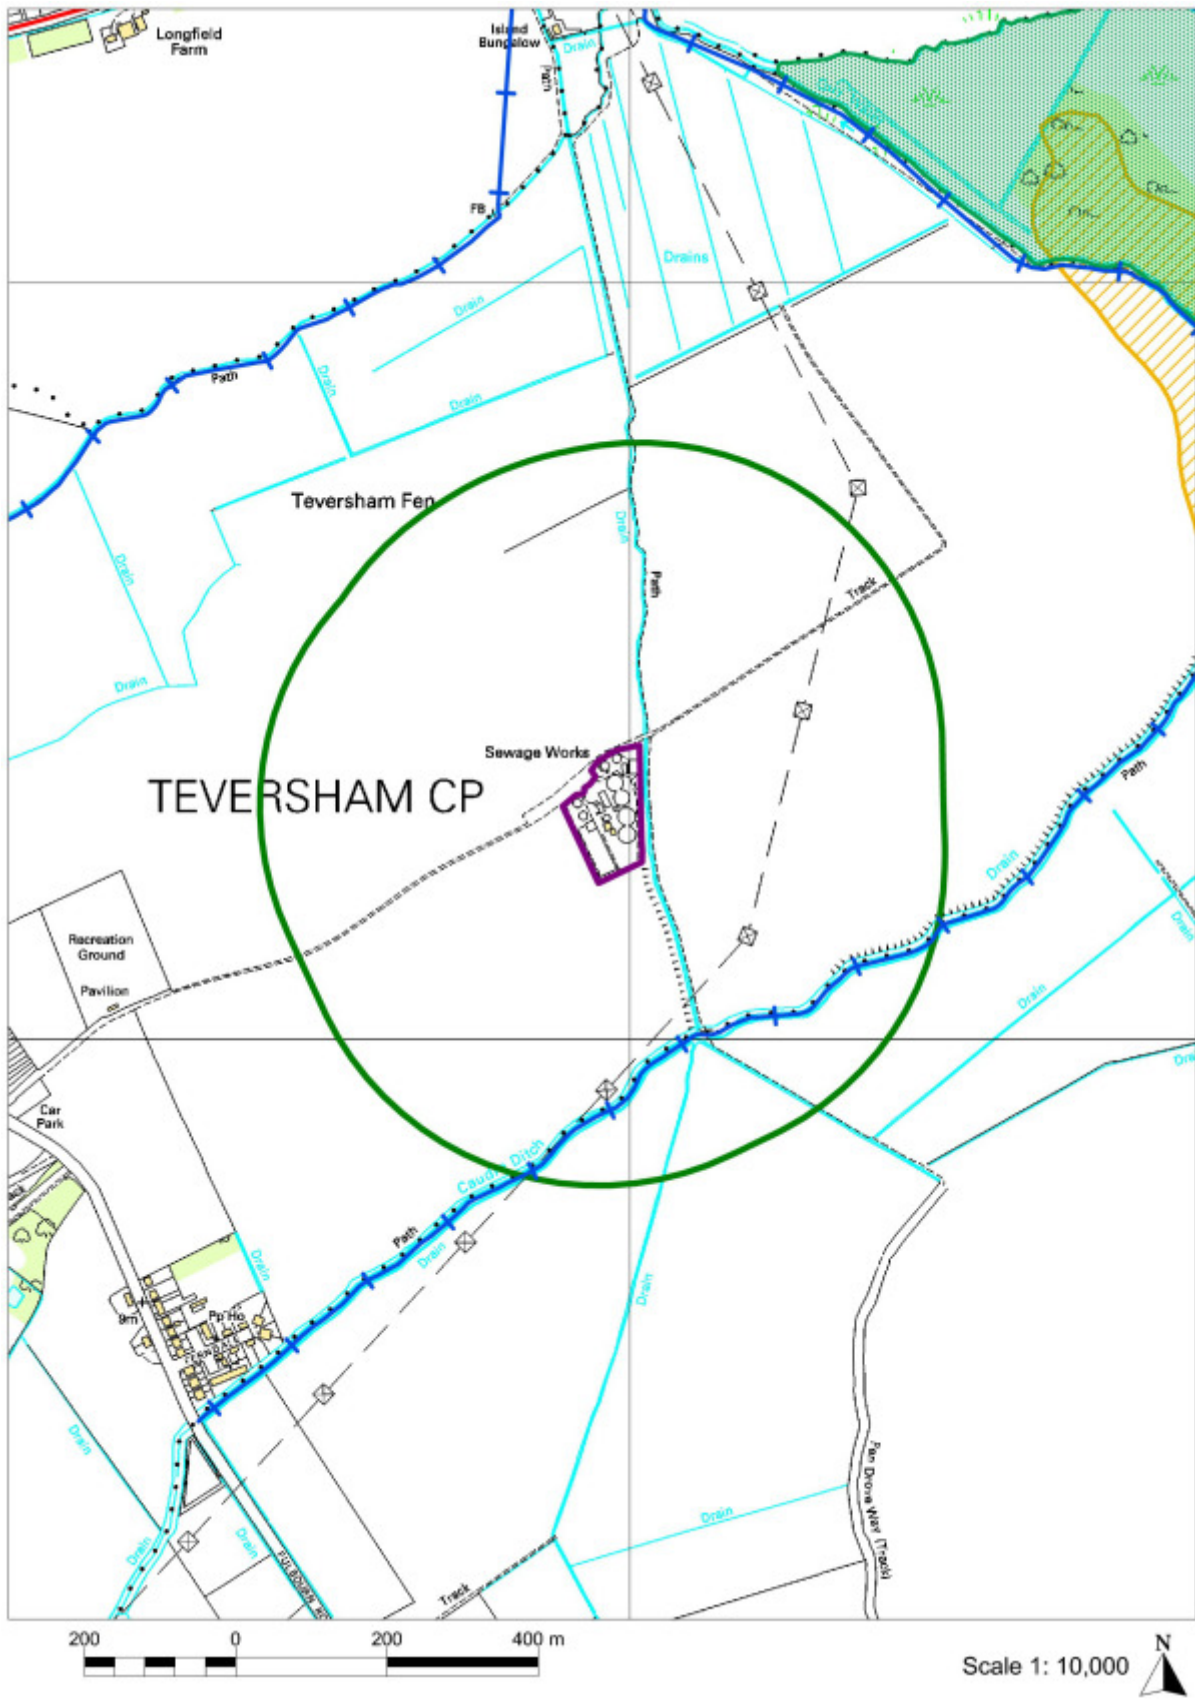 Longfield
Farm
Island
Bungalow
Drain
Path
FB
Drains
Drain
Path
Drain
Drain
Teversham Fen
Drain
Drain
Path
Track
Drain
Sewage Works
Path
TEVERSHAM CP
Drain
Drain
Recreation
Ground
Pavilion
Drain
Car
Park
Caudle Ditch
Path
Drain
Drain
Drain
9m
Pp Ho
FERNDALE
Drain
Fen Drove Way (Track)
Drain
Drain
Drain
Track
200 0 200 400 m
Scale 1: 10,000
N